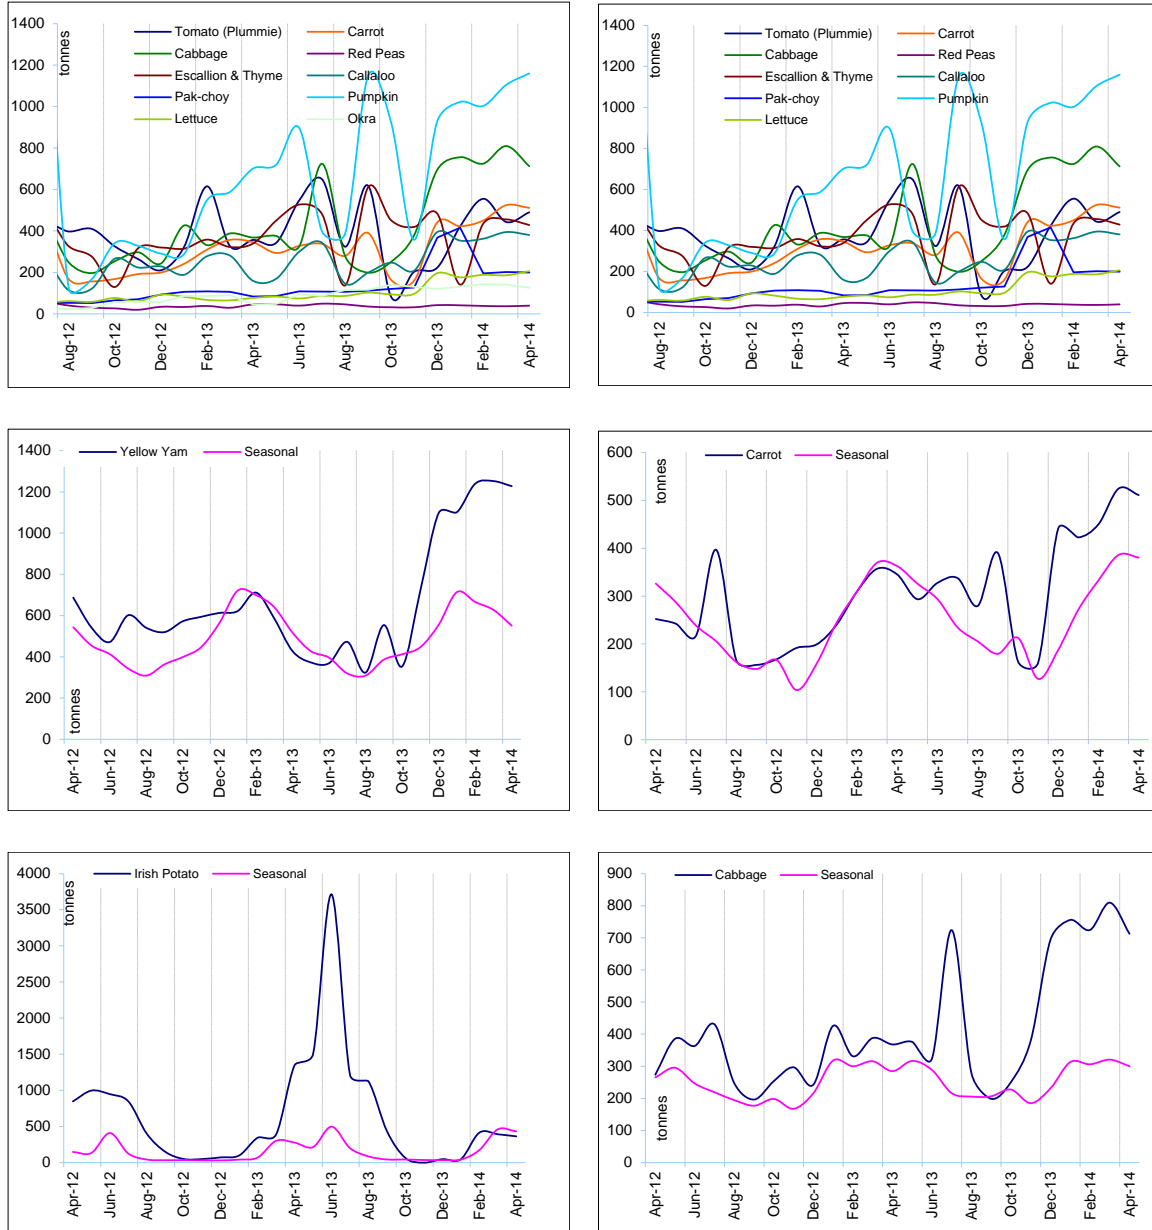 1400
1200
1000
800
600
400
200
0
tonnes
Tomato (Plummie)
Carrot
Cabbage
Red Peas
Escallion & Thyme
Callaloo
Pak-choy
Pumpkin
Lettuce
Okra
Aug-12
Oct-12
Dec-12
Feb-13
Apr-13
Jun-13
Aug-13
Oct-13
Dec-13
Feb-14
Apr-14
1400
1200
1000
800
600
400
200
0
tonnes
Tomato (Plummie)
Carrot
Cabbage
Red Peas
Escallion & Thyme
Callaloo
Pak-choy
Pumpkin
Lettuce
Aug-12
Oct-12
Dec-12
Feb-13
Apr-13
Jun-13
Aug-13
Oct-13
Dec-13
Feb-14
Apr-14
1400
1200
1000
800
600
400
200
0
tonnes
Yellow Yam
Seasonal
Apr-12
Jun-12
Aug-12
Oct-12
Dec-12
Feb-13
Apr-13
Jun-13
Aug-13
Oct-13
Dec-13
Feb-14
Apr-14
600
500
400
300
200
100
0
tonnes
Carrot
Seasonal
Apr-12
Jun-12
Aug-12
Oct-12
Dec-12
Feb-13
Apr-13
Jun-13
Aug-13
Oct-13
Dec-13
Feb-14
Apr-14
4000
3500
3000
2500
2000
1500
1000
500
0
tonnes
Irish Potato
Seasonal
Apr-12
Jun-12
Aug-12
Oct-12
Dec-12
Feb-13
Apr-13
Jun-13
Aug-13
Oct-13
Dec-13
Feb-14
Apr-14
900
800
700
600
500
400
300
200
100
0
tonnes
Cabbage
Seasonal
Apr-12
Jun-12
Aug-12
Oct-12
Dec-12
Feb-13
Apr-13
Jun-13
Aug-13
Oct-13
Dec-13
Feb-14
Apr-14